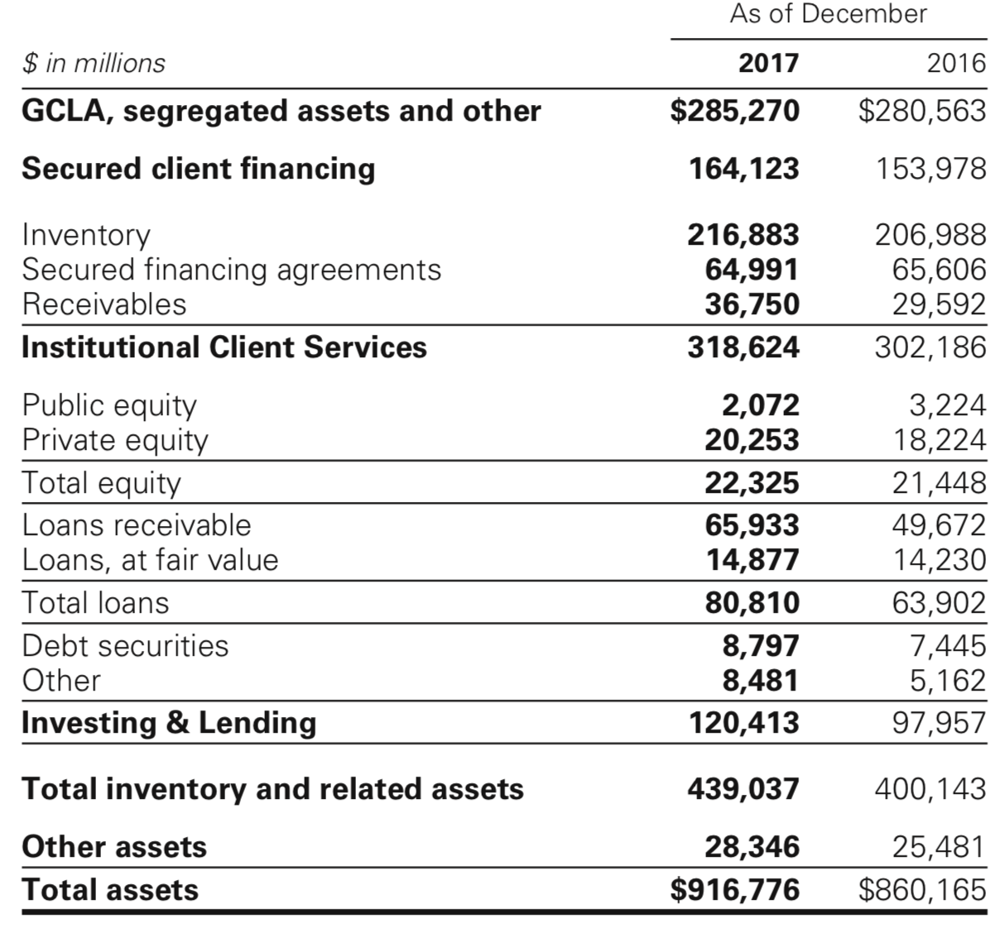 As of December
$ in millions 2017 2016
GCLA, segregated assets and other $285,270 $280,563
Secured client financing 164,123 153,978
Inventory 216,883 206,988
Secured financing agreements 64,991 65,606
Receivables 36,750 29,592
Institutional Client Services 318,624 302,186
Public equity 2,072 3,224
Private equity 20,253 18,224
Total equity 22,325 21,448
Loans receivable 65,933 49,672
Loans, at fair value 14,877 14,230
Total loans 80,810 63,902
Debt securities 8,797 7,445
Other 8,481 5,162
Investing & Lending 120,413 97,957
Total inventory and related assets 439,037 400,143
Other assets 28,346 25,481
Total assets $916,776 $860,165